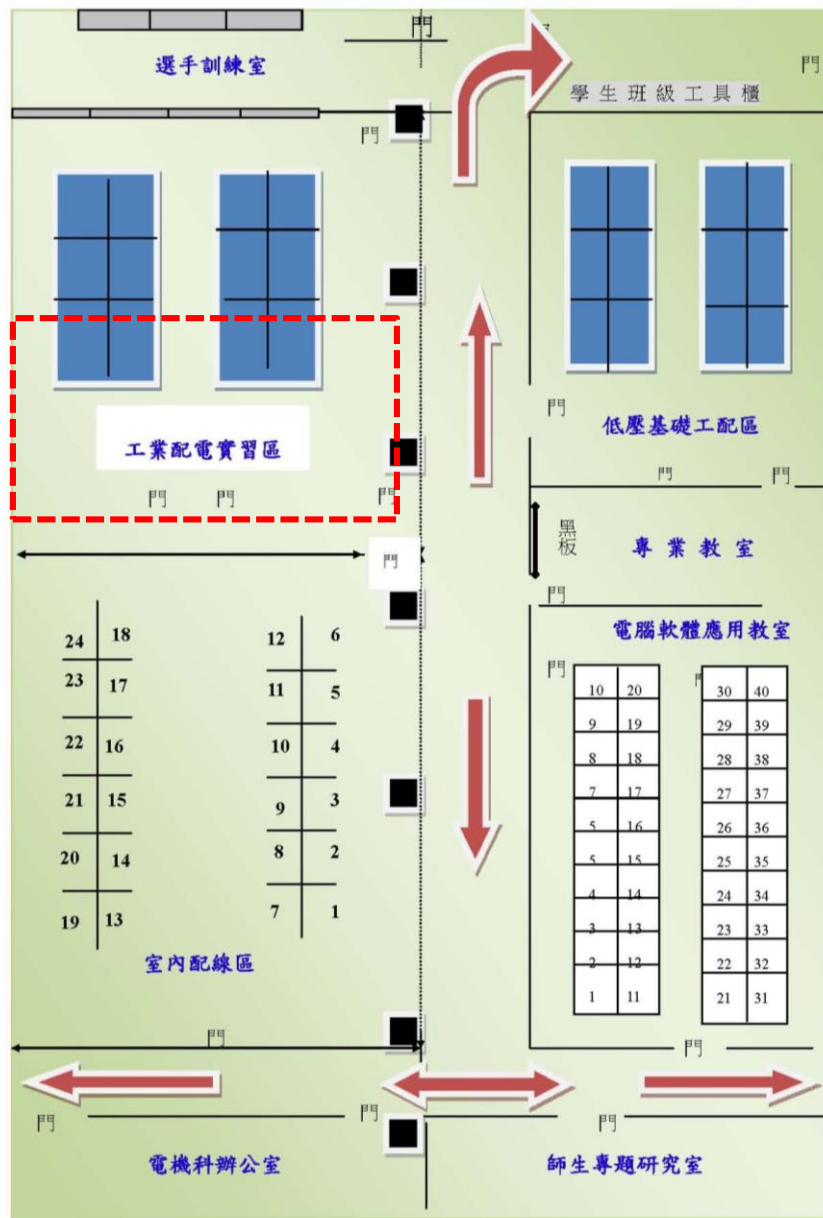 門
門
選手訓練室
學生班級工具櫃
門
門
低壓基礎工配區
工業配電實習區
門 門
門
門 門
黑板
專業教室
門
門
電腦軟體應用教室
24 18
23 17
22 16
21 15
20 14
19 13
12 6
11 5
10 4
9 3
8 2
7 1
室內配線區
門
10 20
9 19
8 18
7 17
5 16
5 15
4 14
3 13
2 12
1 11
30 40
29 39
28 38
27 37
26 36
25 35
24 34
23 33
22 32
21 31
門
門
門
門
門
電機科辦公室
師生專題研究室